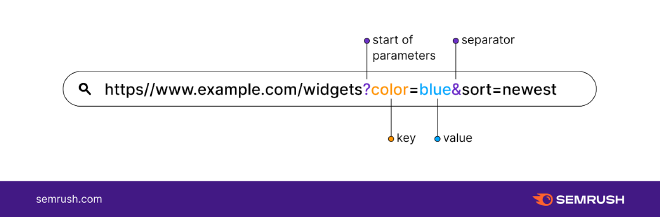 start of
parameters
separator
https//www.example.com/widgets?color=blue&sort=newest
key
value
semrush.com
SEMRUSH